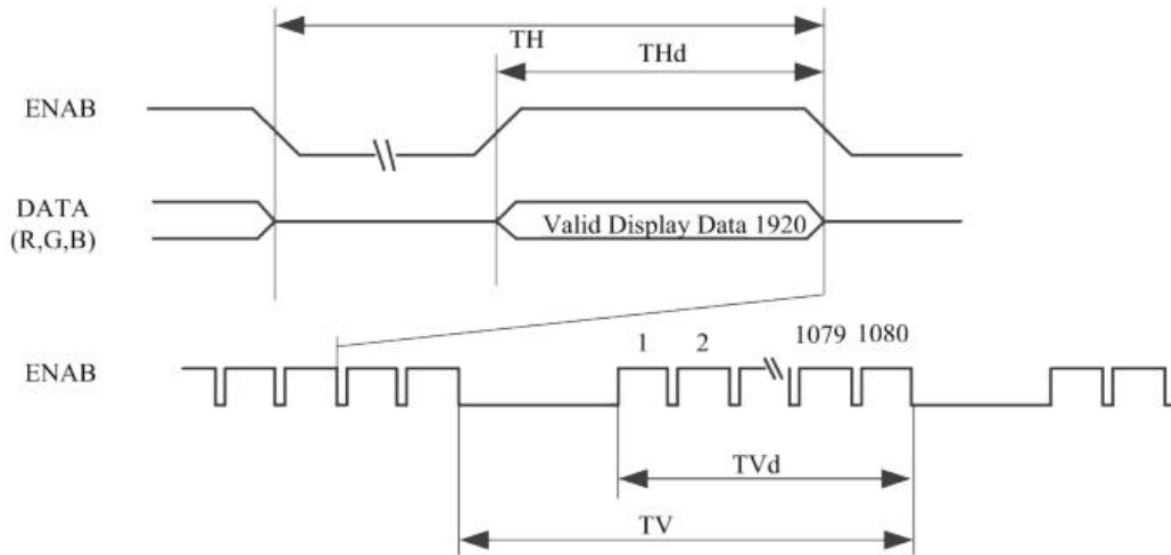 TH
THd
ENAB
DATA
(R,G,B)
Valid Display Data 1920
1 2 1079 1080
ENAB
TVd
TV